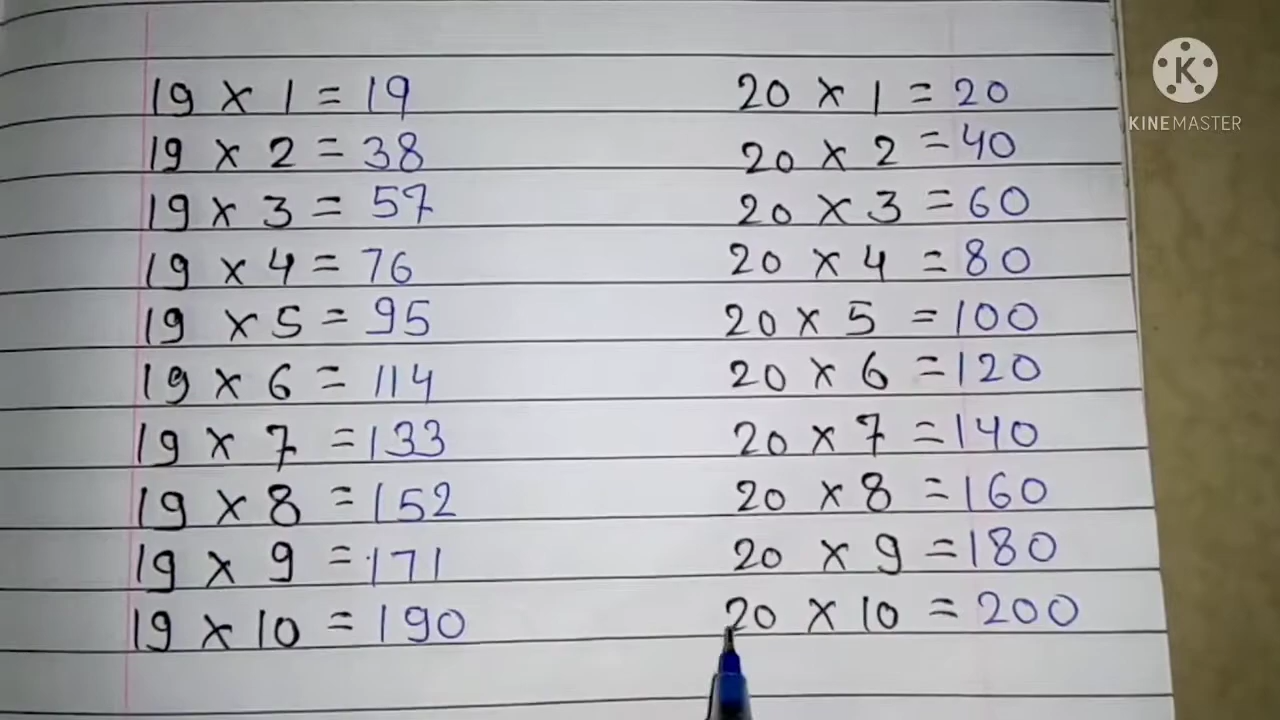 19 X 1 = 19
19 X 2 = 38
19 X 3 = 57
19 X 4 = 76
19 X 5 = 95
19 X 6 = 114
19 X 7 = 133
19 X 8 = 152
19 X 9 = 171
19 X 10 = 190
20 X 1 = 20
20 X 2 = 40
20 X 3 = 60
20 X 4 = 80
20 X 5 = 100
20 X 6 = 120
20 X 7 = 140
20 X 8 = 160
20 X 9 = 180
20 X 10 = 200
K
KINEMASTER